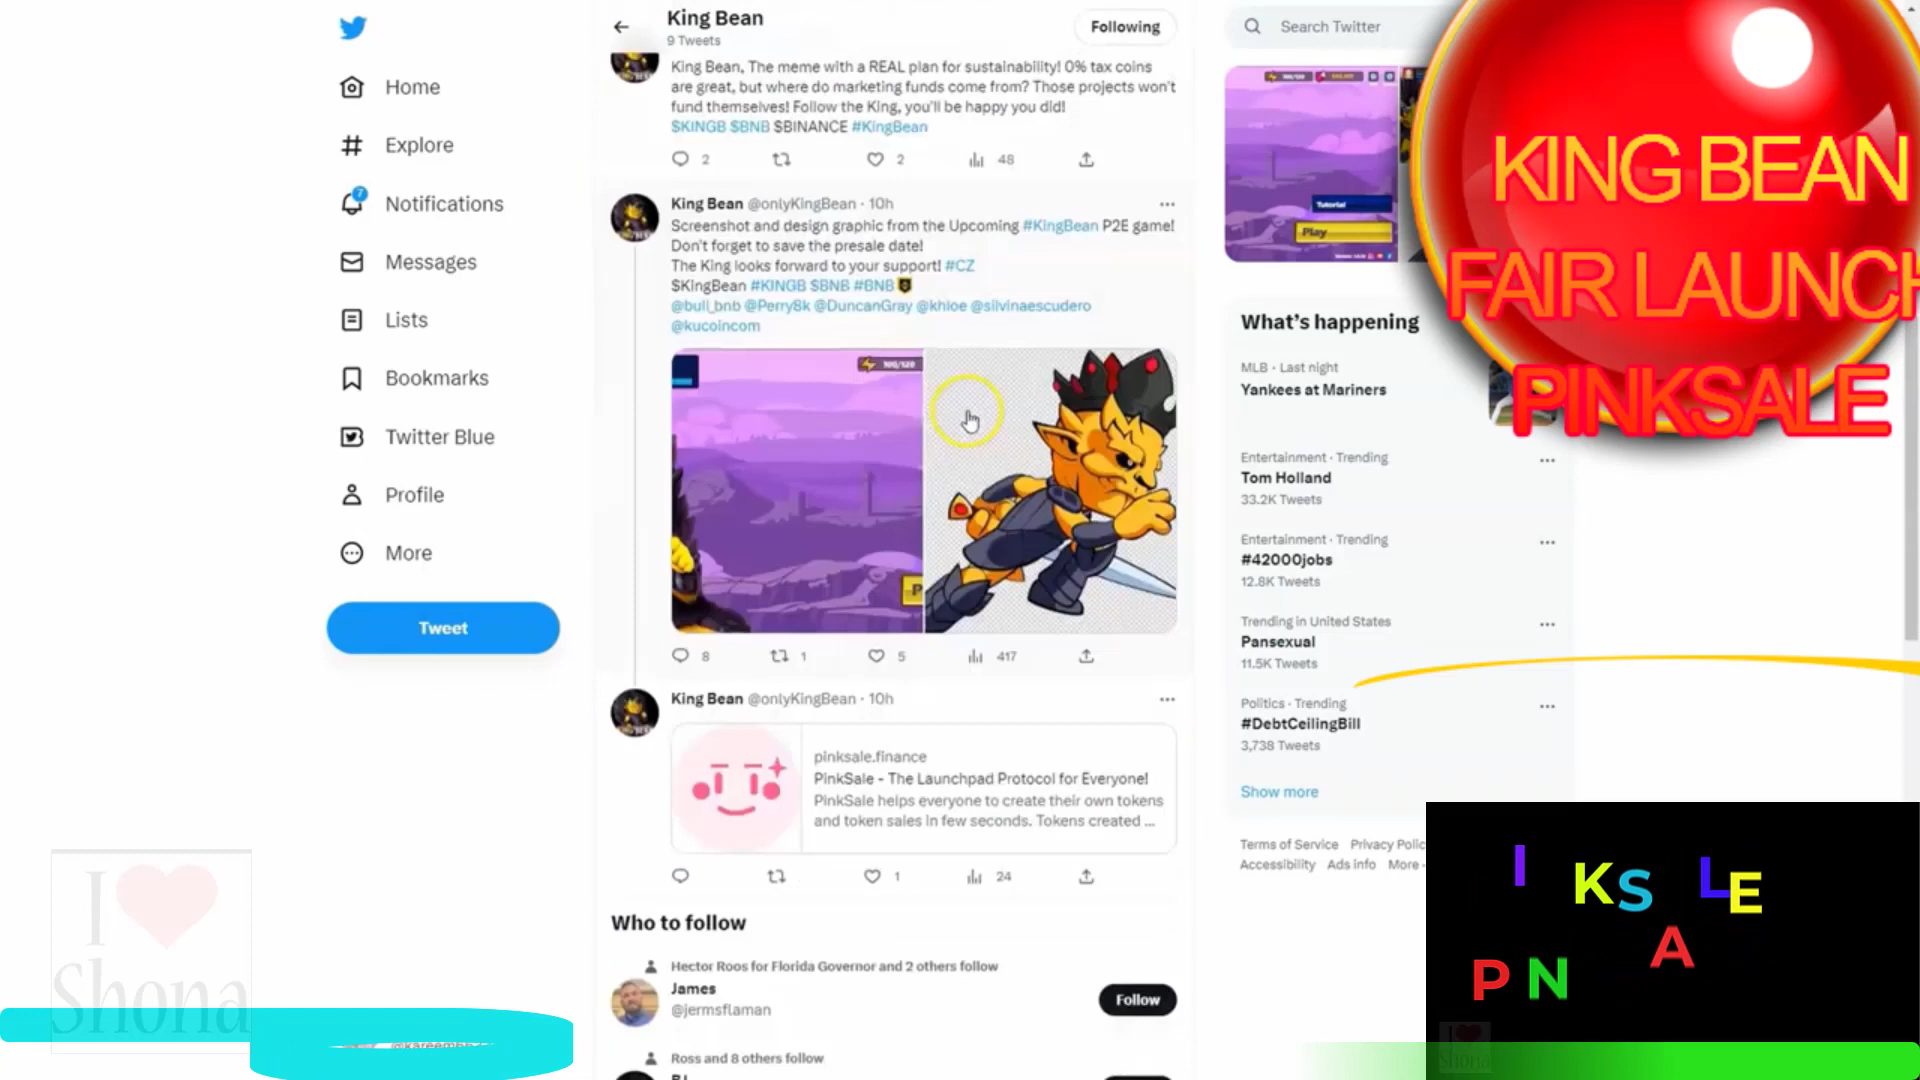 King Bean
9 Tweets
Following
Search Twitter
Home
Explore
7
Notifications
Messages
Lists
Bookmarks
Twitter Blue
Profile
More
Tweet
King Bean, The meme with a REAL plan for sustainability! 0% tax coins
are great, but where do marketing funds come from? Those projects won't
fund themselves! Follow the King, you'll be happy you did!
$KINGB $BNB $BINANCE #KingBean
2 2 48
King Bean @onlyKingBean · 10h
Screenshot and design graphic from the Upcoming #KingBean P2E game!
Don't forget to save the presale date!
The King looks forward to your support! #CZ
$KingBean #KINGB $BNB #BNB
@bull_bnb @Perry8k @DuncanGray @khloe @silvinaescudero
@kucoincom
100/120
8 1 5 417
King Bean @onlyKingBean · 10h
pinksale.finance
PinkSale - The Launchpad Protocol for Everyone!
PinkSale helps everyone to create their own tokens
and token sales in few seconds. Tokens created ...
1 24
Who to follow
Hector Roos for Florida Governor and 2 others follow
James
@jermsflaman
Follow
Ross and 8 others follow
Tutorial
Play
KING BEAN
FAIR LAUNCH
PINKSALE
What's happening
MLB · Last night
Yankees at Mariners
Entertainment · Trending
Tom Holland
33.2K Tweets
Entertainment · Trending
#42000jobs
12.8K Tweets
Trending in United States
Pansexual
11.5K Tweets
Politics · Trending
#DebtCeilingBill
3,738 Tweets
Show more
Terms of Service Privacy Polic
Accessibility Ads info More
I K S L E
P N A
I
Shona
I
Shona